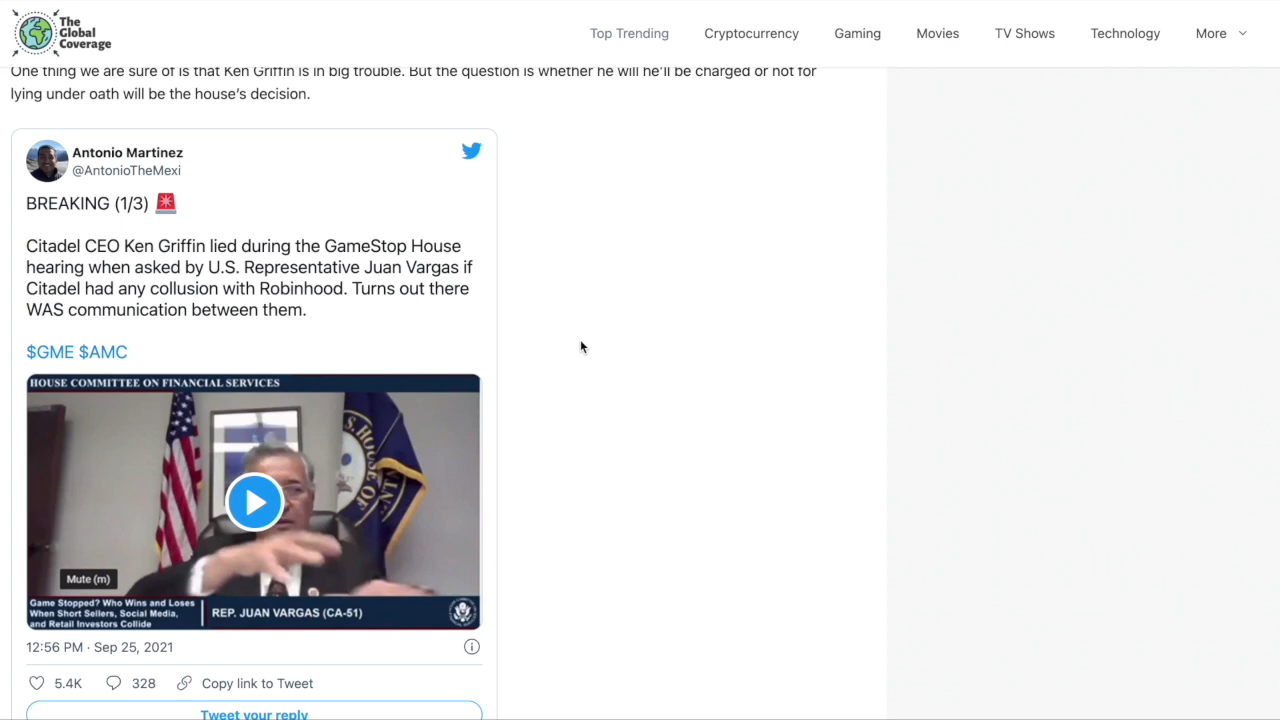 The
Global
Coverage
Top Trending
Cryptocurrency
Gaming
Movies
TV Shows
Technology
More
One thing we are sure of is that Ken Griffin is in big trouble. But the question is whether he will he'll be charged or not for
lying under oath will be the house's decision.
Antonio Martinez
@AntonioTheMexi
BREAKING (1/3)
Citadel CEO Ken Griffin lied during the GameStop House
hearing when asked by U.S. Representative Juan Vargas if
Citadel had any collusion with Robinhood. Turns out there
WAS communication between them.
$GME $AMC
HOUSE COMMITTEE ON FINANCIAL SERVICES
Mute (m)
Game Stopped? Who Wins and Loses
When Short Sellers, Social Media,
and Retail Investors Collide
REP. JUAN VARGAS (CA-51)
12:56 PM · Sep 25, 2021
5.4K
328
Copy link to Tweet
Tweet your reply